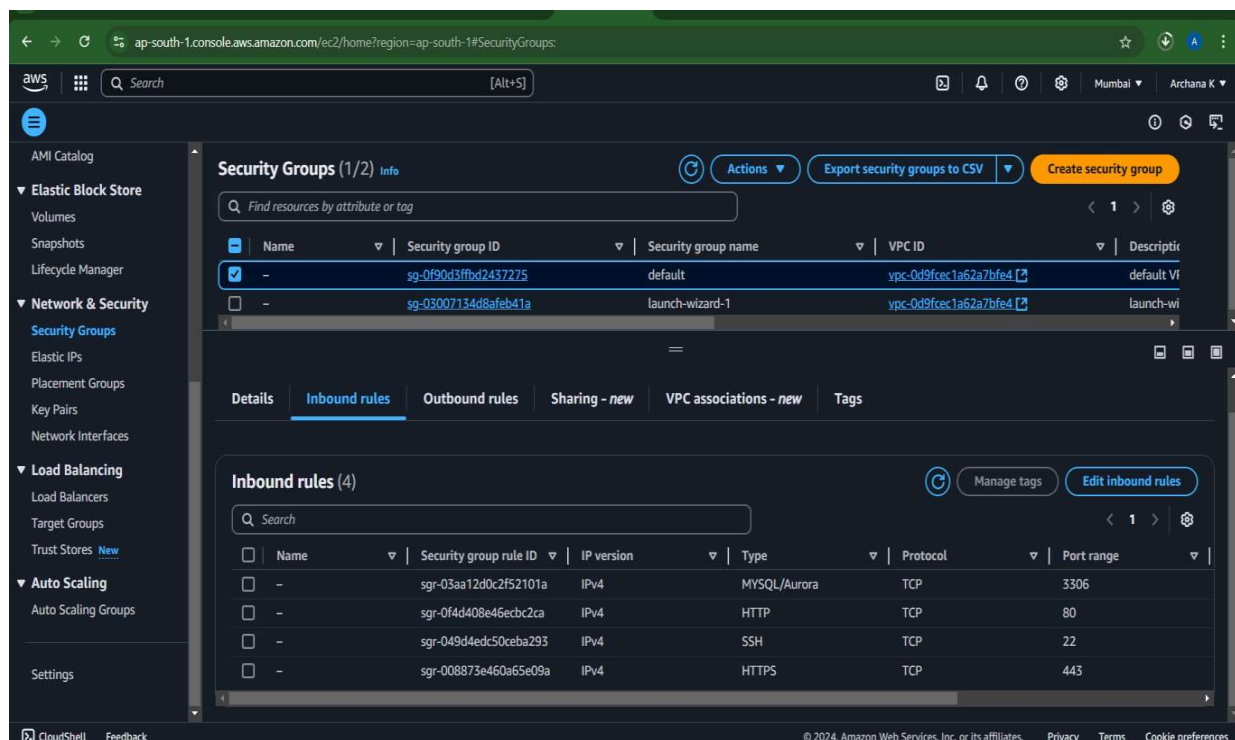 ap-south-1.console.aws.amazon.com/ec2/home?region=ap-south-1#SecurityGroups:
aws Search [Alt+S] Mumbai Archana K
AMI Catalog
Elastic Block Store
Volumes
Snapshots
Lifecycle Manager
Network & Security
Security Groups
Elastic IPs
Placement Groups
Key Pairs
Network Interfaces
Load Balancing
Load Balancers
Target Groups
Trust Stores New
Auto Scaling
Auto Scaling Groups
Settings
Security Groups (1/2) Info Actions Export security groups to CSV Create security group
Find resources by attribute or tag 1
Name Security group ID Security group name VPC ID Descriptic
– sg-0f90d3ffbd2437275 default vpc-0d9fcec1a62a7bfe4 default VF
– sg-03007134d8afeb41a launch-wizard-1 vpc-0d9fcec1a62a7bfe4 launch-wi
Details Inbound rules Outbound rules Sharing - new VPC associations - new Tags
Inbound rules (4) Manage tags Edit inbound rules
Search 1
Name Security group rule ID IP version Type Protocol Port range
– sgr-03aa12d0c2f52101a IPv4 MYSQL/Aurora TCP 3306
– sgr-0f4d408e46ecbc2ca IPv4 HTTP TCP 80
– sgr-049d4edc50ceba293 IPv4 SSH TCP 22
– sgr-008873e460a65e09a IPv4 HTTPS TCP 443
CloudShell Feedback © 2024, Amazon Web Services, Inc. or its affiliates. Privacy Terms Cookie preferences